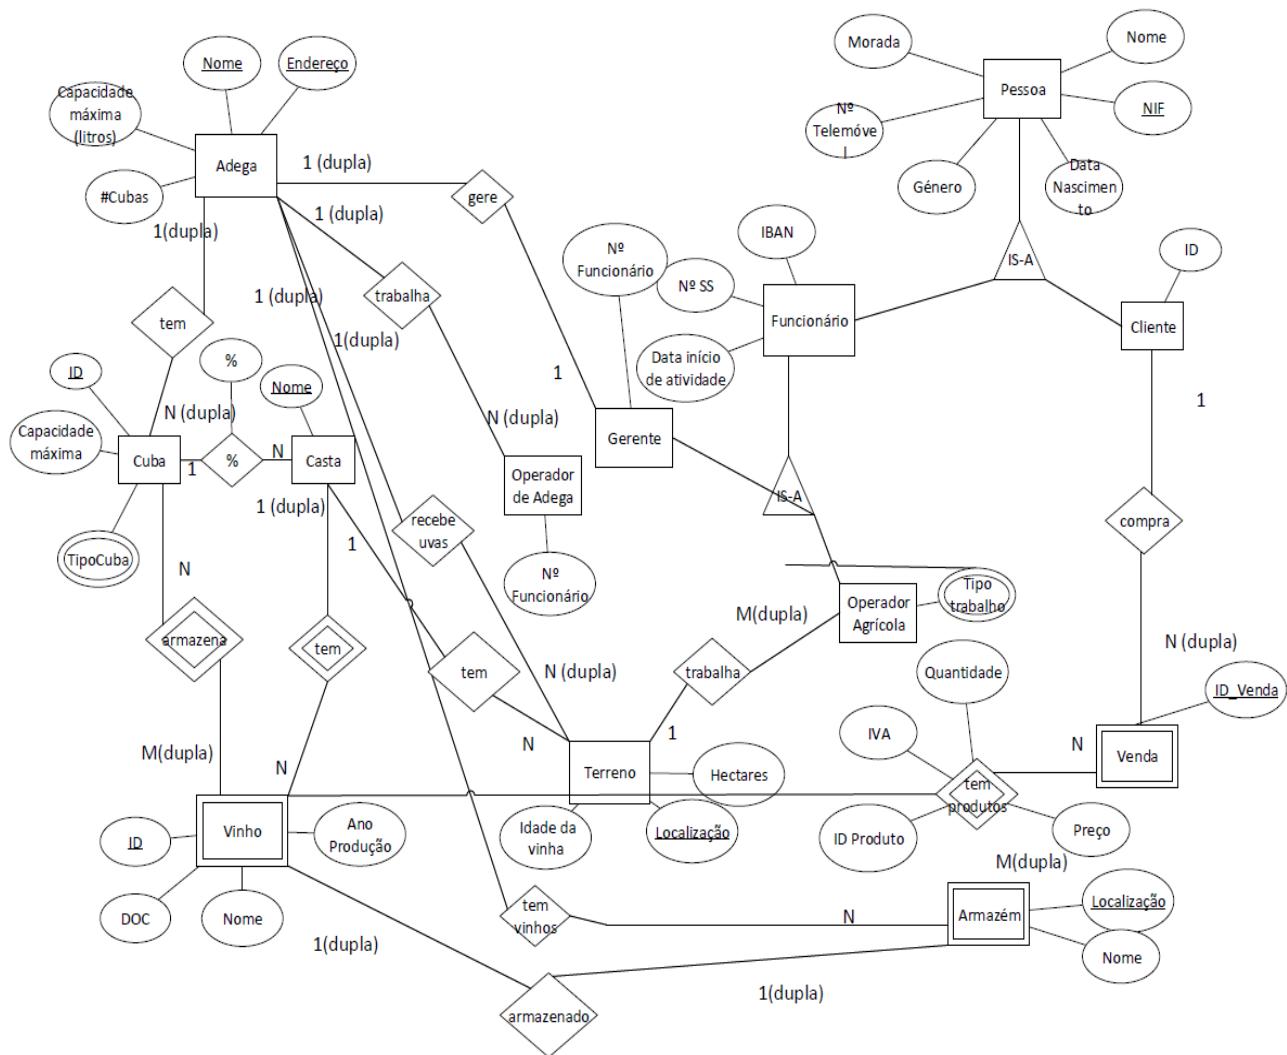 Morada
Nome
Nome
Endereço
Pessoa
Capacidade
máxima
(litros)
NIF
Nº
Telemóve
l
Adega
1 (dupla)
Género
Data
Nasciment
o
#Cubas
gere
1 (dupla)
1(dupla)
IBAN
Nº
Funcionário
IS-A
ID
Nº SS
1 (dupla)
trabalha
tem
Funcionário
Cliente
1(dupla)
%
Data início
de atividade
ID
Nome
1
1
N (dupla)
N (dupla)
Capacidade
máxima
Gerente
N
Cuba
1
%
Casta
Operador
de Adega
IS-A
1 (dupla)
compra
recebe
uvas
1
TipoCuba
N
Nº
Funcionário
Tipo
trabalho
Operador
Agrícola
M(dupla)
armazena
tem
N (dupla)
tem
N (dupla)
trabalha
Quantidade
ID_Venda
M(dupla)
IVA
N
1
N
N
Venda
Terreno
Hectares
tem
produtos
Vinho
ID
Ano
Produção
Idade da
vinha
Localização
ID Produto
Preço
M(dupla)
DOC
Nome
tem
vinhos
N
Armazém
Localização
1(dupla)
Nome
1(dupla)
armazenado